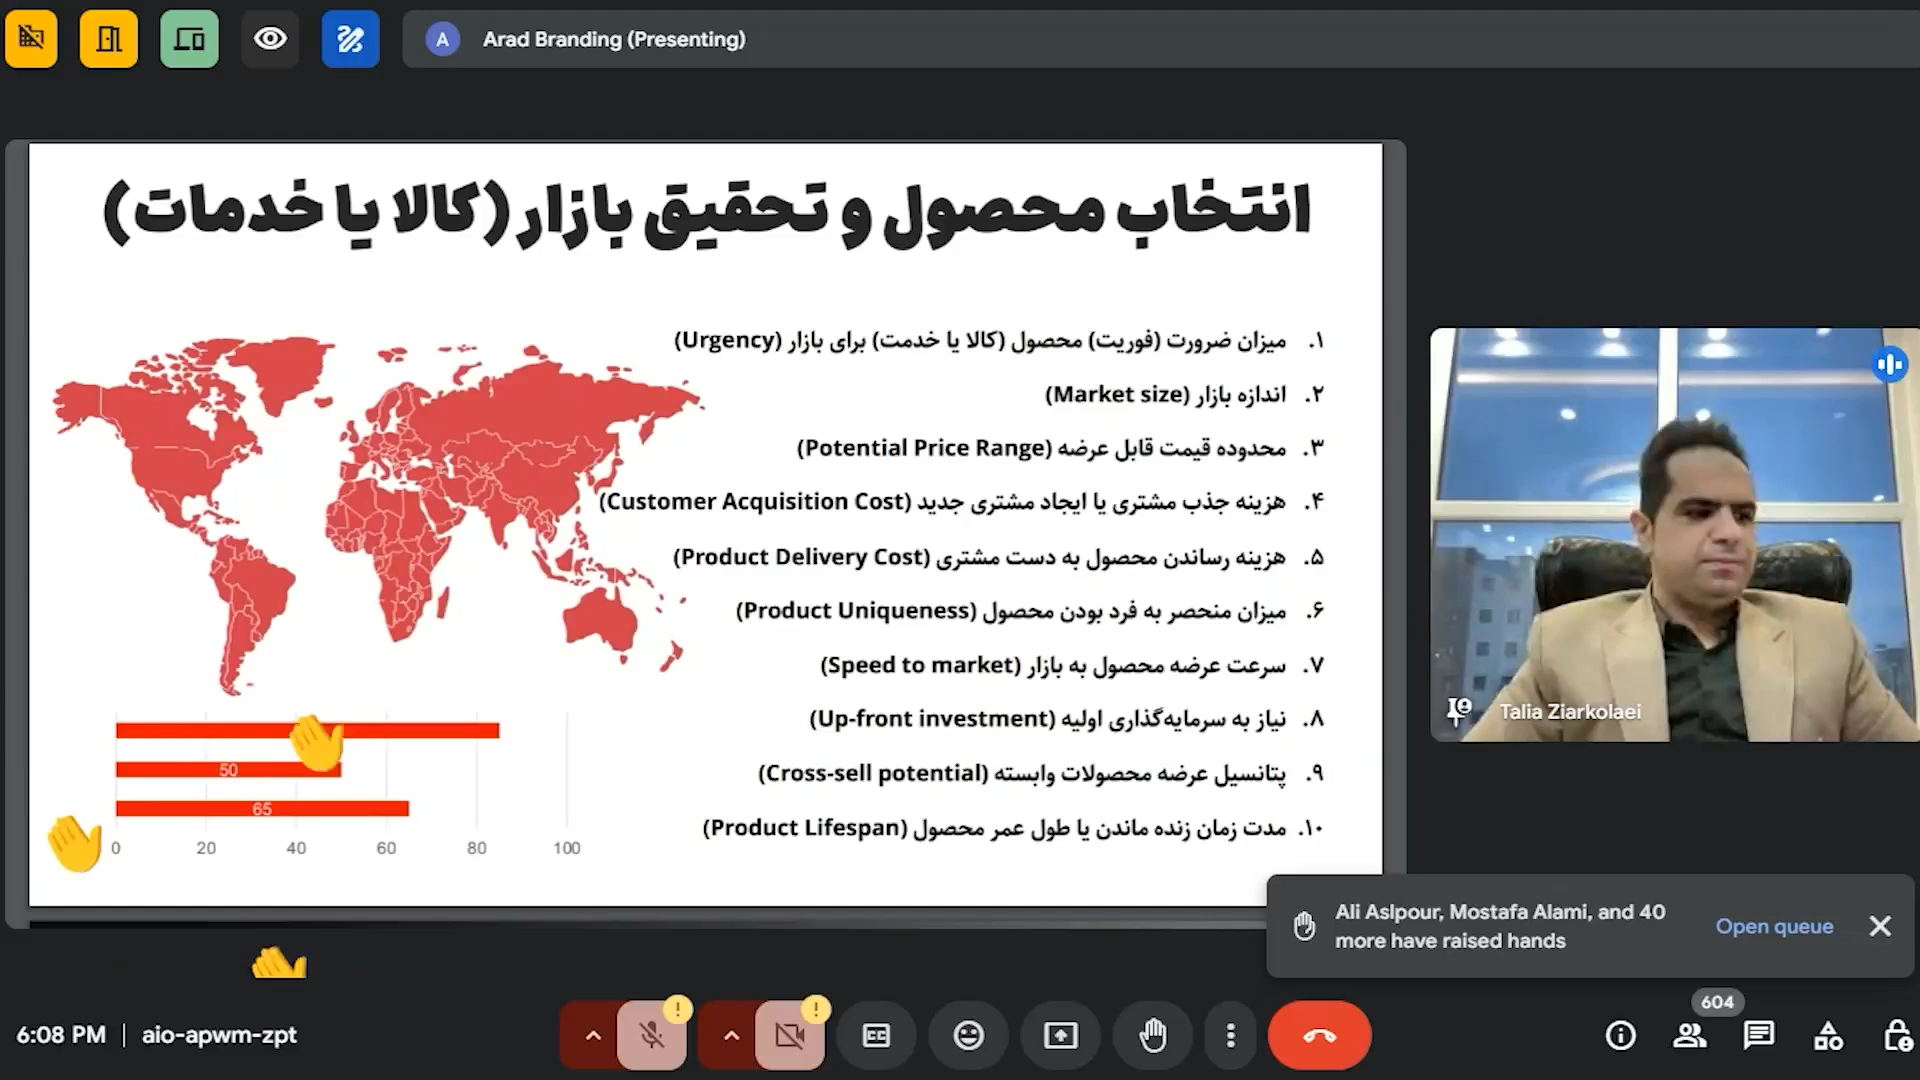 A
Arad Branding (Presenting)
انتخاب محصول و تحقیق بازار (کالا یا خدمات)
۱. میزان ضرورت (فوریت) محصول (کالا یا خدمت) برای بازار (Urgency)
۲. اندازه بازار (Market size)
۳. محدوده قیمت قابل عرضه (Potential Price Range)
۴. هزینه جذب مشتری یا ایجاد مشتری جدید (Customer Acquisition Cost)
۵. هزینه رساندن محصول به دست مشتری (Product Delivery Cost)
۶. میزان منحصر به فرد بودن محصول (Product Uniqueness)
۷. سرعت عرضه محصول به بازار (Speed to market)
۸. نیاز به سرمایه‌گذاری اولیه (Up-front investment)
۹. پتانسیل عرضه محصولات وابسته (Cross-sell potential)
۱۰. مدت زمان زنده ماندن یا طول عمر محصول (Product Lifespan)
50
65
0 20 40 60 80 100
Talia Ziarkolaei
Ali Aslpour, Mostafa Alami, and 40
more have raised hands
Open queue
6:08 PM | aio-apwm-zpt
604